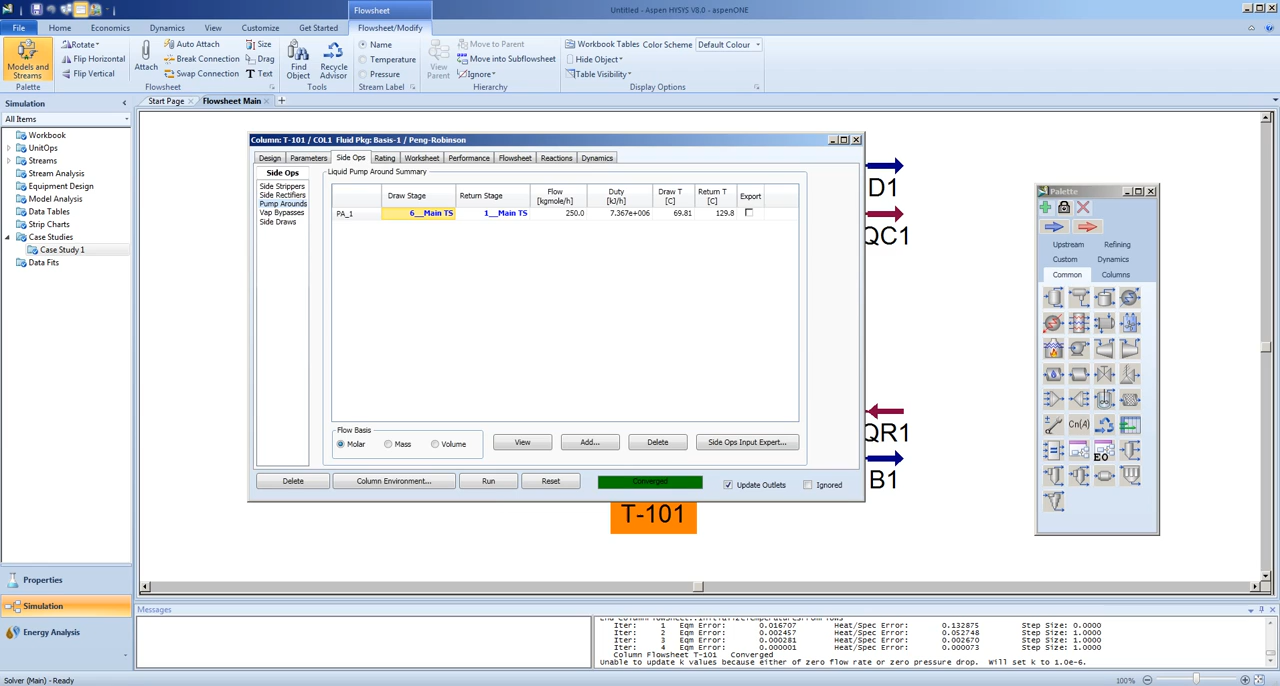 Flowsheet
Untitled - Aspen HYSYS V8.0 - aspenONE
File Home Economics Dynamics View Customize Get Started Flowsheet/Modify
Rotate
Flip Horizontal
Flip Vertical
Models and
Streams
Palette
Attach
Auto Attach
Break Connection
Swap Connection
Size
Drag
Text
Flowsheet
Find
Object
Recycle
Advisor
Tools
Name
Temperature
Pressure
Stream Label
View
Parent
Move to Parent
Move into Subflowsheet
Ignore
Hierarchy
Workbook Tables Color Scheme Default Colour
Hide Object
Table Visibility
Display Options
Simulation
All Items
Workbook
UnitOps
Streams
Stream Analysis
Equipment Design
Model Analysis
Data Tables
Strip Charts
Case Studies
Case Study 1
Data Fits
Properties
Simulation
Energy Analysis
Start Page Flowsheet Main
Column: T-101 / COL1 Fluid Pkg: Basis-1 / Peng-Robinson
Design Parameters Side Ops Rating Worksheet Performance Flowsheet Reactions Dynamics
Side Ops
Side Strippers
Side Rectifiers
Pump Arounds
Vap Bypasses
Side Draws
Liquid Pump Around Summary
Draw Stage Return Stage Flow [kgmole/h] Duty [kJ/h] Draw T [C] Return T [C] Export
PA_1 6__Main TS 1__Main TS 250.0 7.367e+006 69.81 129.8
Flow Basis
Molar Mass Volume
View Add... Delete Side Ops Input Expert...
Delete Column Environment... Run Reset Converged Update Outlets Ignored
D1
QC1
QR1
B1
T-101
Palette
Upstream Refining
Custom Dynamics
Common Columns
Cn(A)
EO
Messages
End ColumnFlowsheet::InitializeTemperaturesFromFlows
Iter: 1 Eqm Error: 0.016707 Heat/Spec Error: 0.132875 Step Size: 0.0000
Iter: 2 Eqm Error: 0.002457 Heat/Spec Error: 0.052748 Step Size: 1.0000
Iter: 3 Eqm Error: 0.000281 Heat/Spec Error: 0.002670 Step Size: 1.0000
Iter: 4 Eqm Error: 0.000001 Heat/Spec Error: 0.000073 Step Size: 1.0000
Column Flowsheet T-101 Converged
Unable to update k values because either of zero flow rate or zero pressure drop. Will set k to 1.0e-6.
Solver (Main) - Ready
100%